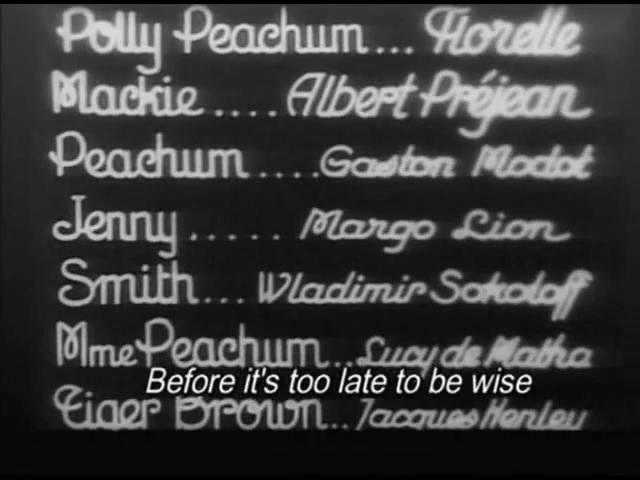 Polly Peachum... Florelle
Mackie.... Albert Préjean
Peachum.... Gaston Modot
Jenny..... Margo Lion
Smith... Wladimir Sokoloff
Mme Peachum... Lucy de Matha
Before it's too late to be wise
Tiger Brown.. Jacques Henley